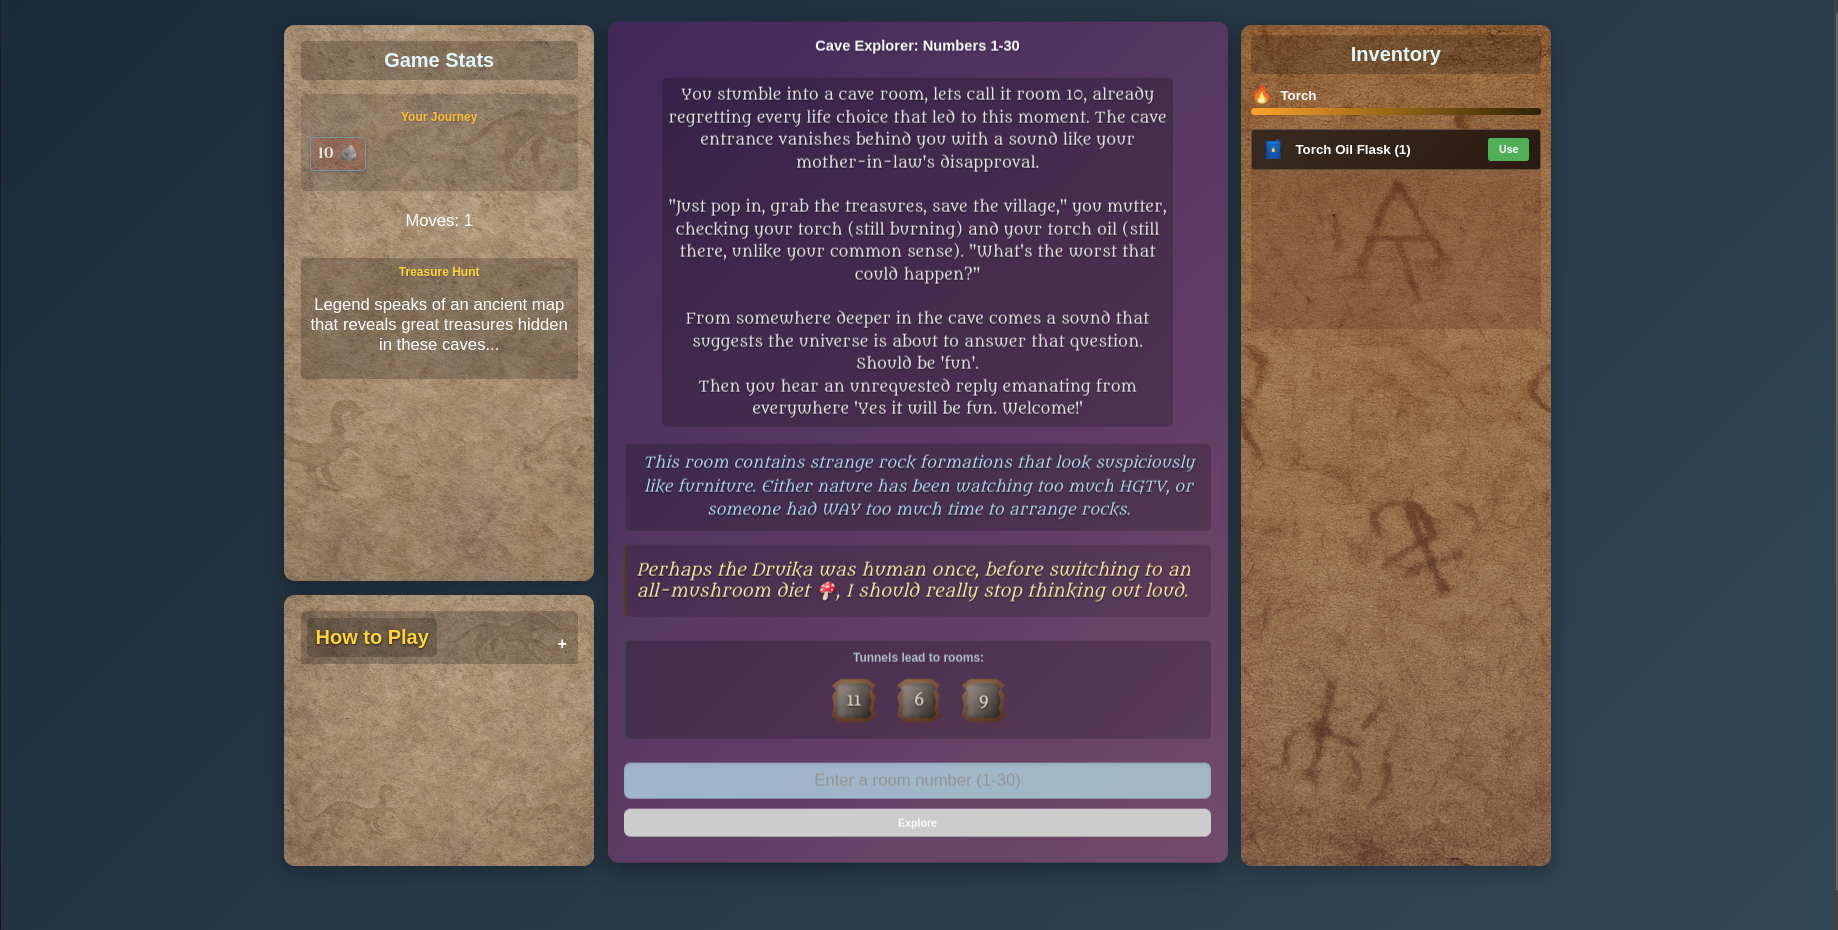 Game Stats
Your Journey
10
Moves: 1
Treasure Hunt
Legend speaks of an ancient map
that reveals great treasures hidden
in these caves...
How to Play
+
Cave Explorer: Numbers 1-30
You stumble into a cave room, lets call it room 10, already
regretting every life choice that led to this moment. The cave
entrance vanishes behind you with a sound like your
mother-in-law's disapproval.
"Just pop in, grab the treasures, save the village," you mutter,
checking your torch (still burning) and your torch oil (still
there, unlike your common sense). "What's the worst that
could happen?"
From somewhere deeper in the cave comes a sound that
suggests the universe is about to answer that question.
Should be 'fun'.
Then you hear an unrequested reply emanating from
everywhere 'Yes it will be fun. Welcome!'
This room contains strange rock formations that look suspiciously
like furniture. Either nature has been watching too much HGTV, or
someone had WAY too much time to arrange rocks.
Perhaps the Druika was human once, before switching to an
all-mushroom diet 🍄, I should really stop thinking out loud.
Tunnels lead to rooms:
11 6 9
Enter a room number (1-30)
Explore
Inventory
Torch
Torch Oil Flask (1) Use